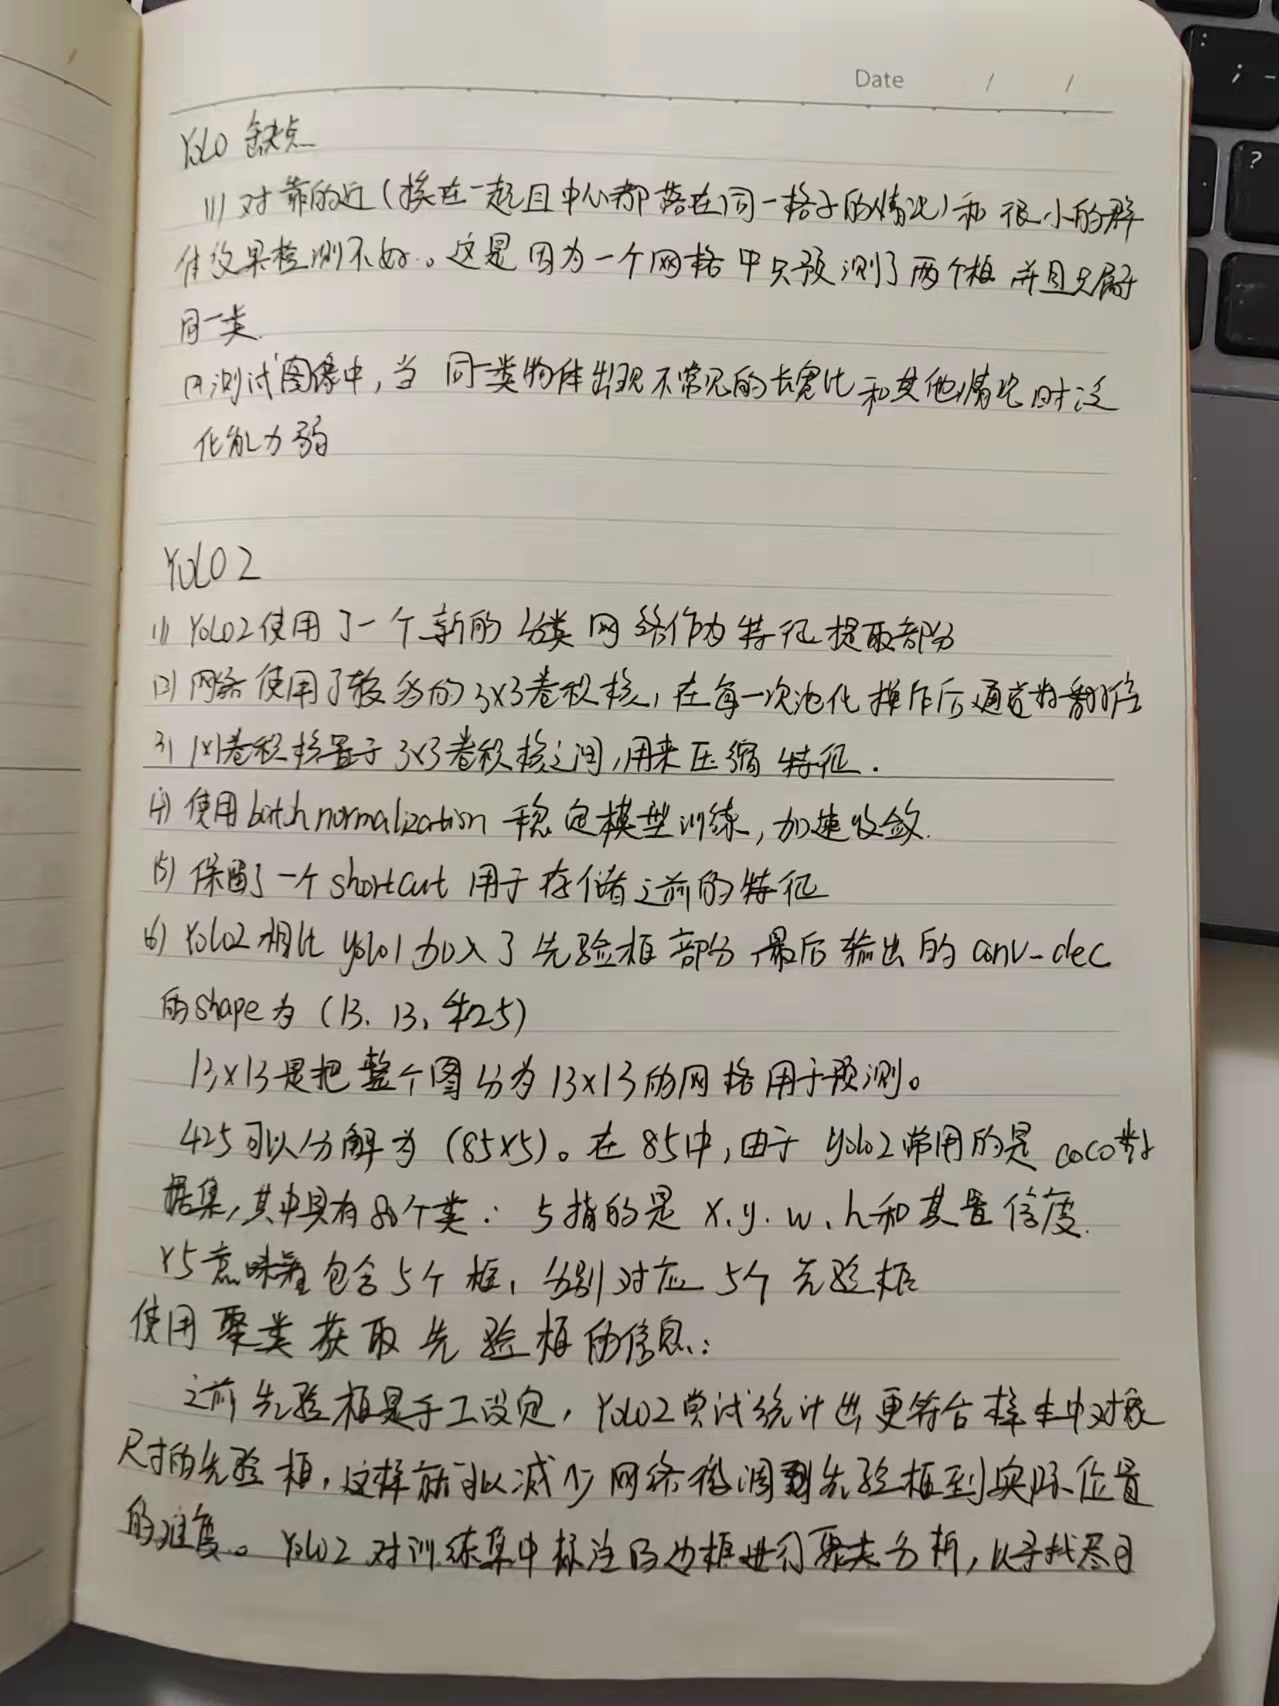 Date / /
YOLO 缺点
(1) 对靠的近(挨在一起且中心都落在同一格子的情况)和很小的群
体效果检测不好。这是因为一个网格中只预测了两个框并且只属于
同一类.
(2) 测试图像中,当同一类物体出现不常见的长宽比和其他情况时泛
化能力弱
YOLO 2
(1) YOLO2使用了一个新的分类网络作为特征提取部分
(2) 网络使用了较多的3x3卷积核,在每一次池化操作后通道数翻倍
3) 1x1卷积核置于3x3卷积核之间,用来压缩特征.
(4) 使用batch normalization 稳定模型训练,加速收敛.
(5) 保留了一个shortcut用于存储之前的特征
(6) YOLO2相比yolo1加入了先验框部分,最后输出的conv-dec
的shape为 (13, 13, 425)
13x13是把整个图分为13x13的网格用于预测。
425可以分解为 (85x5)。在85中,由于yolo2常用的是coco数
据集,其中具有80个类; 5指的是x.y.w.h和其置信度.
x5意味着包含5个框,分别对应5个先验框
使用聚类获取先验框的信息:
之前先验框是手工设定,YOLO2尝试统计出更符合样本中对象
尺寸的先验框,这样就可以减少网络微调先验框到实际位置
的难度。YOLO2对训练集中标注的边框进行聚类分析,以寻找尽可